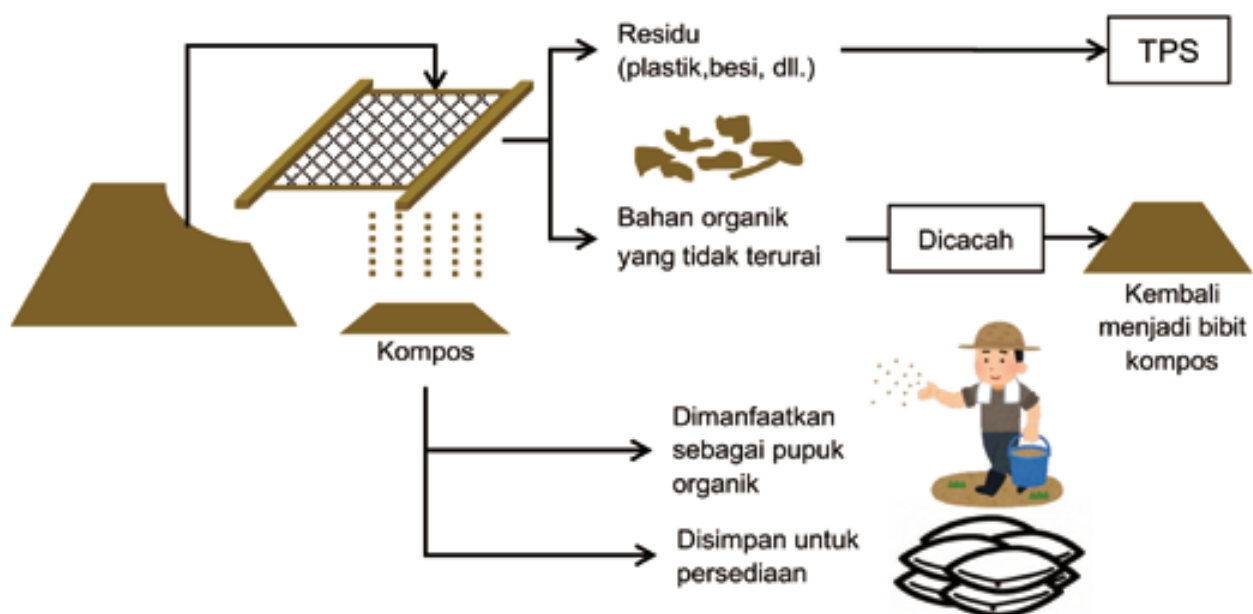 Residu
(plastik,besi, dll.)
TPS
Bahan organik
yang tidak terurai
Dicacah
Kembali
menjadi bibit
kompos
Kompos
Dimanfaatkan
sebagai pupuk
organik
Disimpan untuk
persediaan